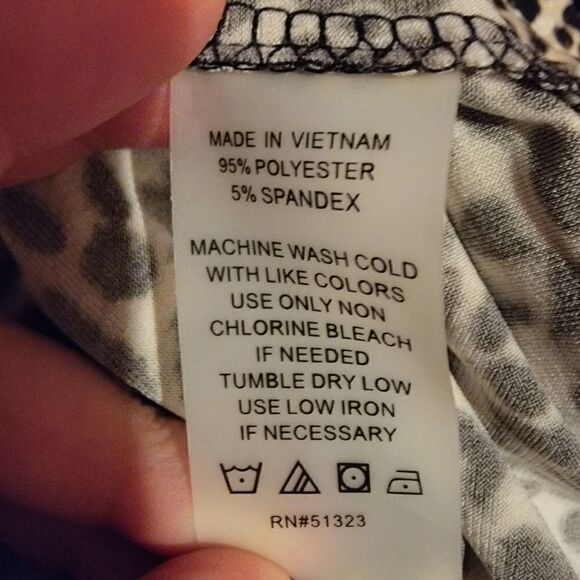 MADE IN VIETNAM
95% POLYESTER
5% SPANDEX
MACHINE WASH COLD
WITH LIKE COLORS
USE ONLY NON
CHLORINE BLEACH
IF NEEDED
TUMBLE DRY LOW
USE LOW IRON
IF NECESSARY
RN#51323